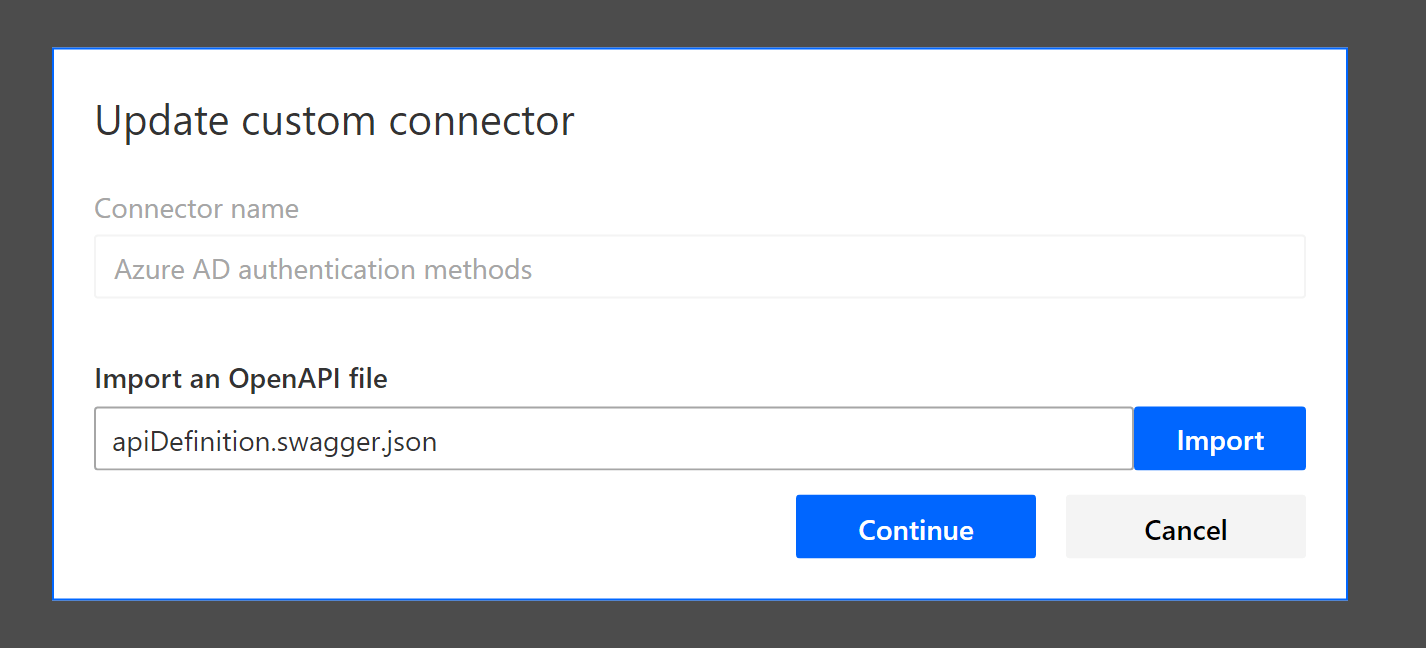 Update custom connector
Connector name
Azure AD authentication methods
Import an OpenAPI file
apiDefinition.swagger.json
Import
Continue
Cancel